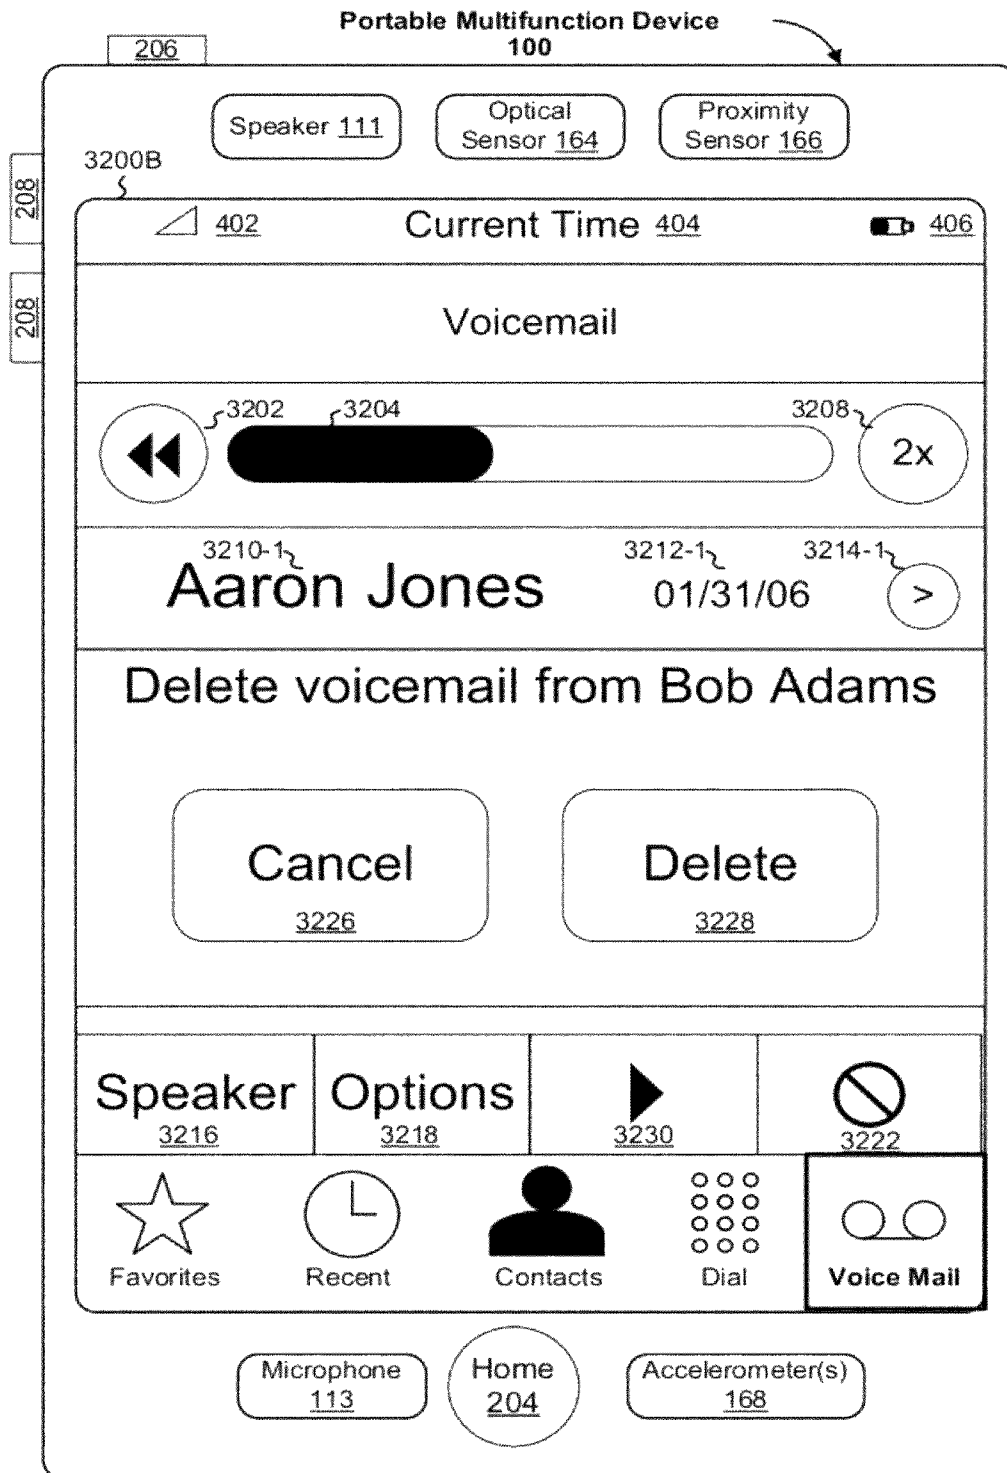 Portable Multifunction Device
100
206
Speaker 111
Optical
Sensor 164
Proximity
Sensor 166
3200B
208
402
Current Time 404
406
208
Voicemail
3202
3204
3208
2x
3210-1
3212-1
3214-1
Aaron Jones
01/31/06
>
Delete voicemail from Bob Adams
Cancel
3226
Delete
3228
Speaker
3216
Options
3218
3230
3222
Favorites
Recent
Contacts
Dial
Voice Mail
Microphone
113
Home
204
Accelerometer(s)
168